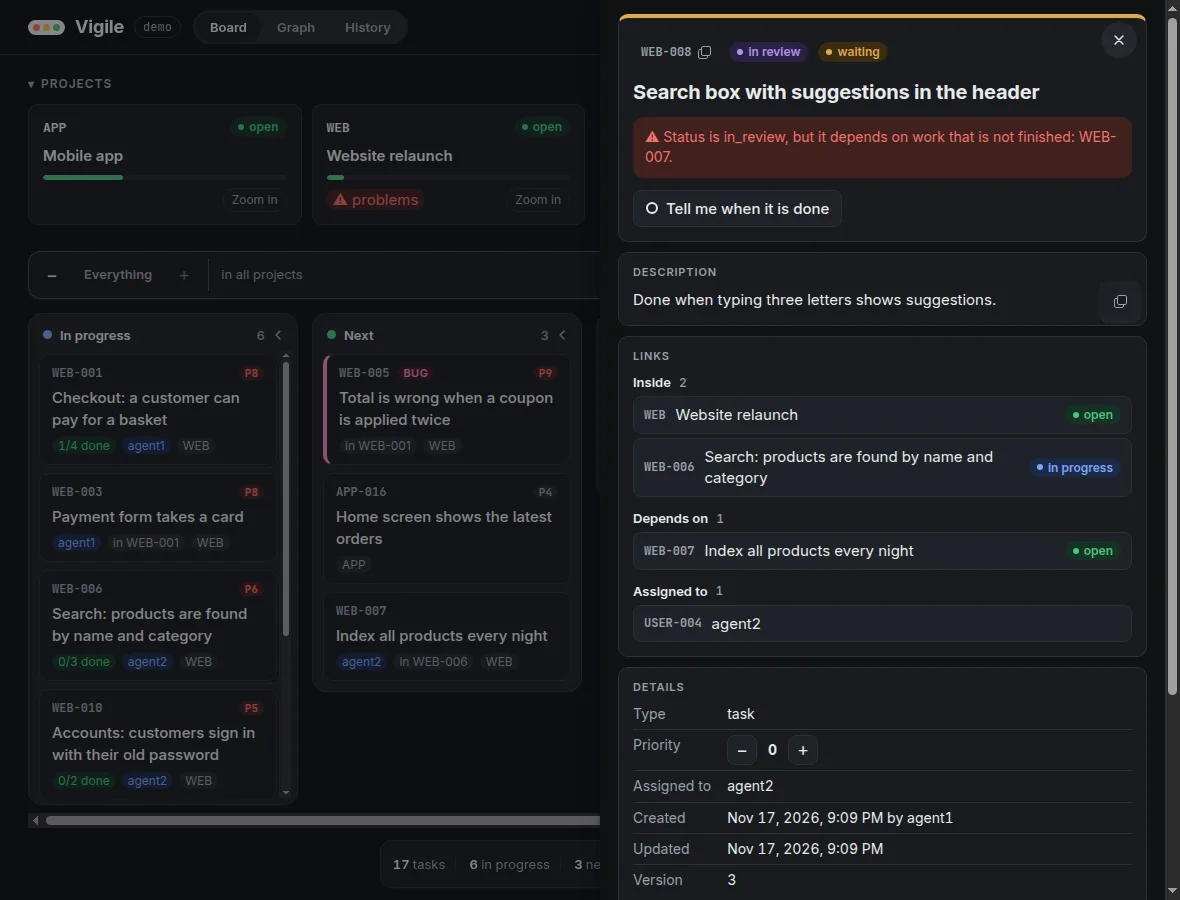 Vigile demo Board Graph History
▾ PROJECTS
APP open
Mobile app
Zoom in
WEB open
Website relaunch
problems Zoom in
− Everything + in all projects
In progress 6
WEB-001 P8
Checkout: a customer can
pay for a basket
1/4 done agent1 WEB
WEB-003 P8
Payment form takes a card
agent1 in WEB-001 WEB
WEB-006 P6
Search: products are found
by name and category
0/3 done agent2 WEB
WEB-010 P5
Accounts: customers sign in
with their old password
0/2 done agent2 WEB
Next 3
WEB-005 BUG P9
Total is wrong when a coupon
is applied twice
in WEB-001 WEB
APP-016 P4
Home screen shows the latest
orders
APP
WEB-007
Index all products every night
agent2 in WEB-006 WEB
17 tasks 6 in progress 3 ne
WEB-008 in review waiting
Search box with suggestions in the header
Status is in_review, but it depends on work that is not finished: WEB-
007.
Tell me when it is done
DESCRIPTION
Done when typing three letters shows suggestions.
LINKS
Inside 2
WEB Website relaunch open
WEB-006 Search: products are found by name and
category
in progress
Depends on 1
WEB-007 Index all products every night open
Assigned to 1
USER-004 agent2
DETAILS
Type task
Priority − 0 +
Assigned to agent2
Created Nov 17, 2026, 9:09 PM by agent1
Updated Nov 17, 2026, 9:09 PM
Version 3